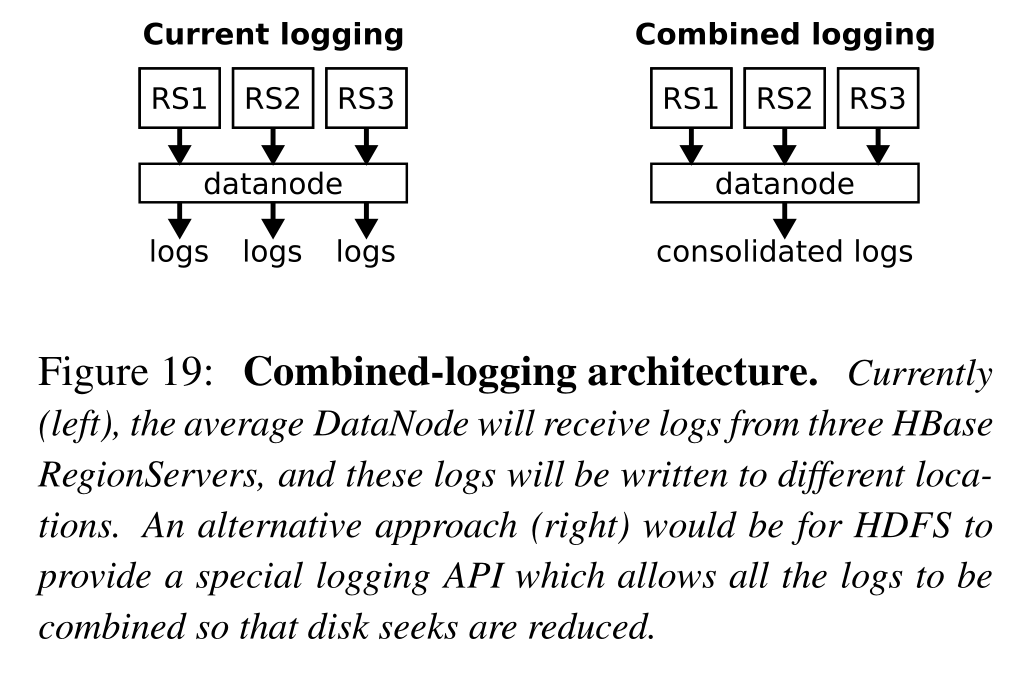 Current logging
Combined logging
RS1 RS2 RS3
RS1 RS2 RS3
datanode
datanode
logs logs logs
consolidated logs
Figure 19: Combined-logging architecture. Currently
(left), the average DataNode will receive logs from three HBase
RegionServers, and these logs will be written to different loca-
tions. An alternative approach (right) would be for HDFS to
provide a special logging API which allows all the logs to be
combined so that disk seeks are reduced.